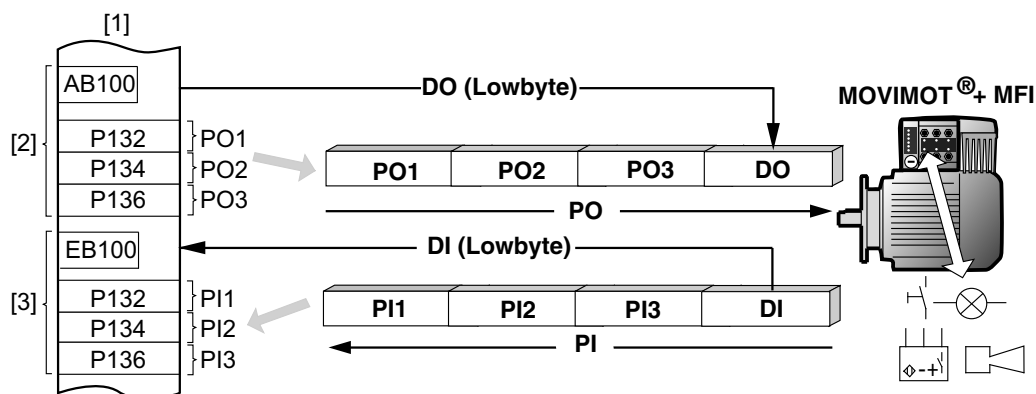 [1]
AB100
DO (Lowbyte)
MOVIMOT ®+ MFI
[2]
P132 PO1
P134 PO2
P136 PO3
PO1 PO2 PO3 DO
PO
EB100
DI (Lowbyte)
[3]
P132 PI1
P134 PI2
P136 PI3
PI1 PI2 PI3 DI
PI